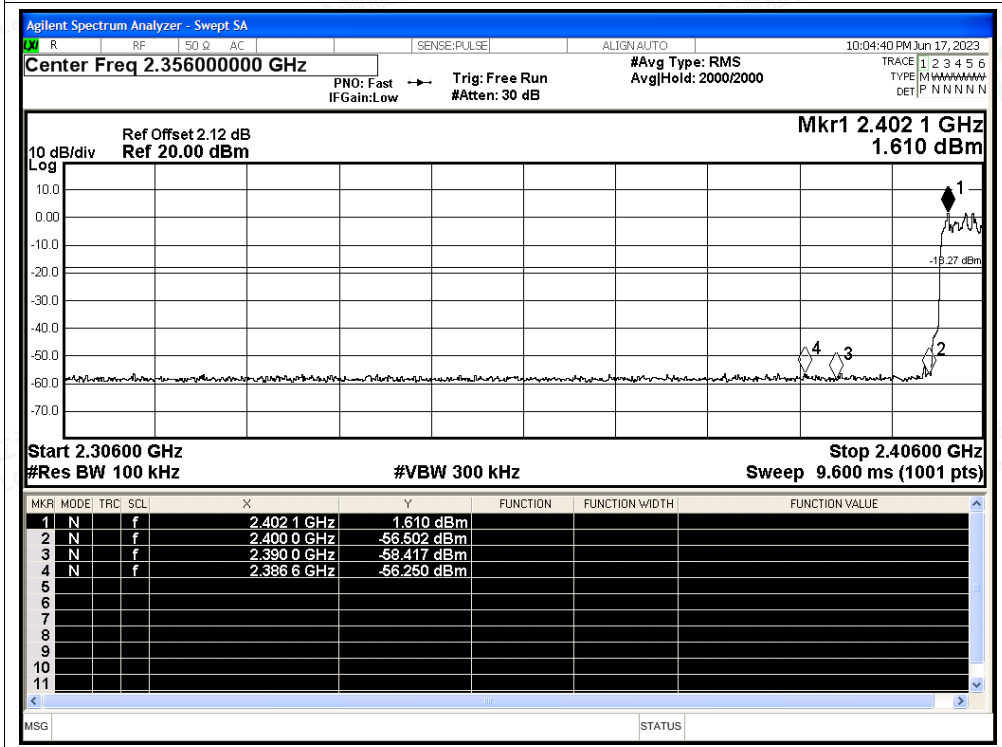 Agilent Spectrum Analyzer - Swept SA
LXI R RF 50 Ω AC SENSE:PULSE ALIGN AUTO 10:04:40 PM Jun 17, 2023
Center Freq 2.356000000 GHz
PNO: Fast
IFGain:Low
Trig: Free Run
#Atten: 30 dB
#Avg Type: RMS
Avg|Hold: 2000/2000
TRACE 1 2 3 4 5 6
TYPE M
DET P N N N N N
Ref Offset 2.12 dB
10 dB/div Ref 20.00 dBm
Log
Mkr1 2.402 1 GHz
1.610 dBm
10.0
0.00
-10.0
-20.0
-30.0
-40.0
-50.0
-60.0
-70.0
1
4 3 2
Start 2.30600 GHz Stop 2.40600 GHz
#Res BW 100 kHz #VBW 300 kHz Sweep 9.600 ms (1001 pts)
MKR MODE TRC SCL X Y FUNCTION FUNCTION WIDTH FUNCTION VALUE
1 N f 2.402 1 GHz 1.610 dBm
2 N f 2.400 0 GHz -56.502 dBm
3 N f 2.390 0 GHz -58.417 dBm
4 N f 2.386 6 GHz -56.250 dBm
5
6
7
8
9
10
11
MSG STATUS